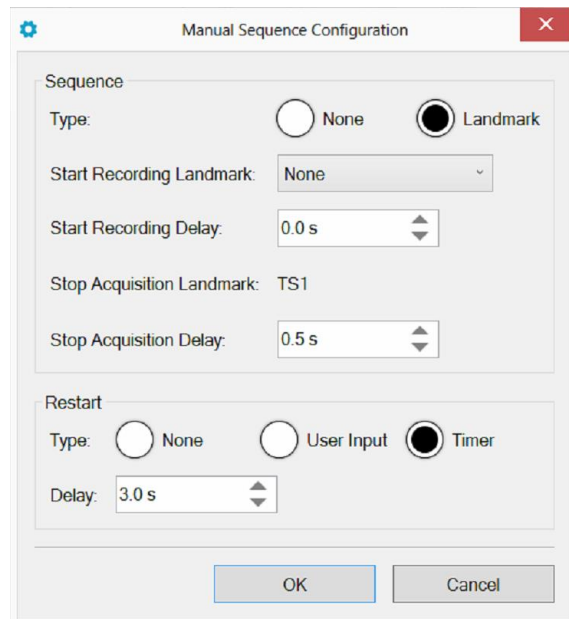 Manual Sequence Configuration
Sequence
Type: None Landmark
Start Recording Landmark: None
Start Recording Delay: 0.0 s
Stop Acquisition Landmark: TS1
Stop Acquisition Delay: 0.5 s
Restart
Type: None User Input Timer
Delay: 3.0 s
OK Cancel